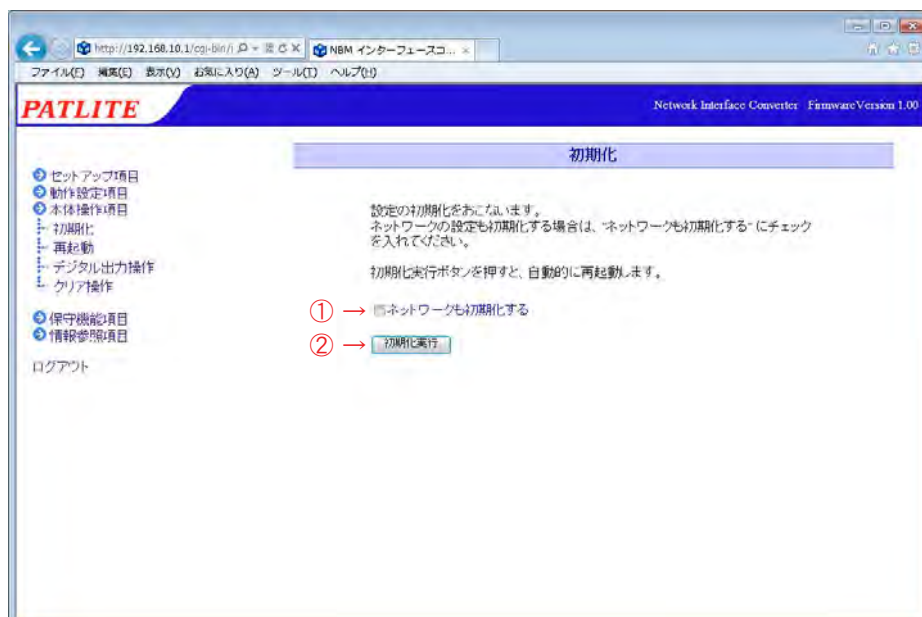 http://192.168.10.1/cgi-bin/i
NBM インターフェースコ...
ファイル(F) 編集(E) 表示(V) お気に入り(A) ツール(T) ヘルプ(H)
PATLITE
Network Interface Converter FirmwareVersion 1.00
初期化
セットアップ項目
動作設定項目
本体操作項目
初期化
再起動
デジタル出力操作
クリア操作
保守機能項目
情報参照項目
ログアウト
設定の初期化をおこないます。
ネットワークの設定も初期化する場合は、"ネットワークも初期化する"にチェック
を入れてください。
初期化実行ボタンを押すと、自動的に再起動します。
① → ネットワークも初期化する
② → 初期化実行